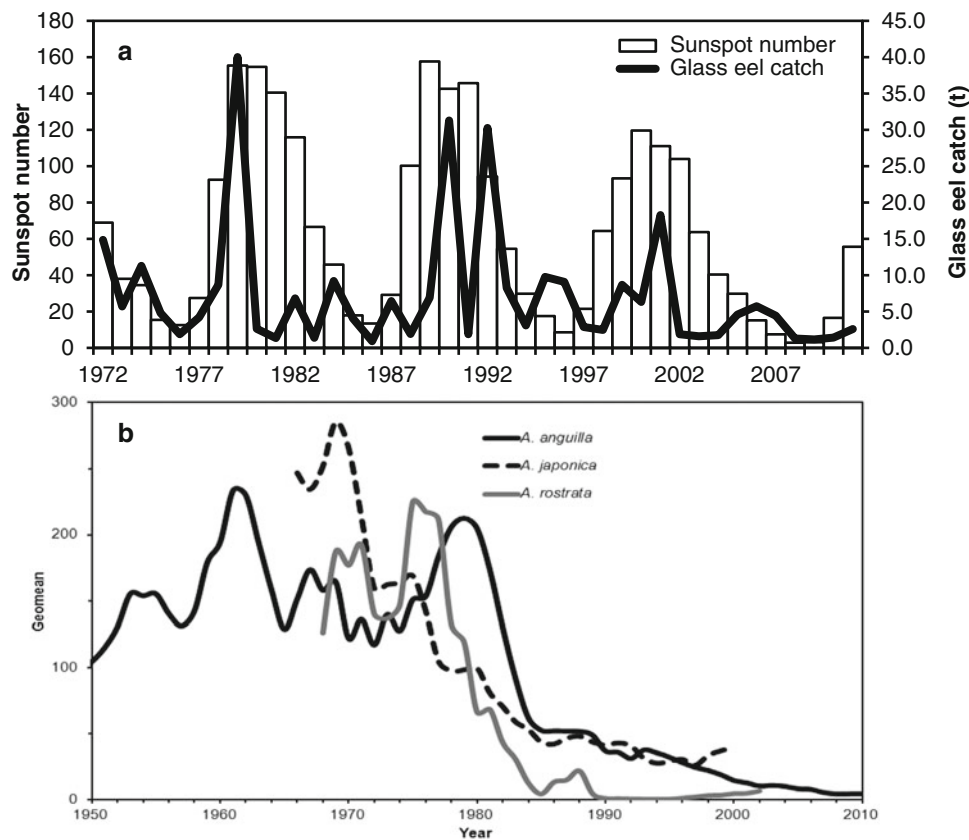 a
Sunspot number
Glass eel catch
180
160
140
120
100
80
60
40
20
0
Sunspot number
45.0
40.0
35.0
30.0
25.0
20.0
15.0
10.0
5.0
0.0
Glass eel catch (t)
1972 1977 1982 1987 1992 1997 2002 2007
b
A. anguilla
A. japonica
A. rostrata
300
200
100
0
Geomean
1950 1960 1970 1980 1990 2000 2010
Year